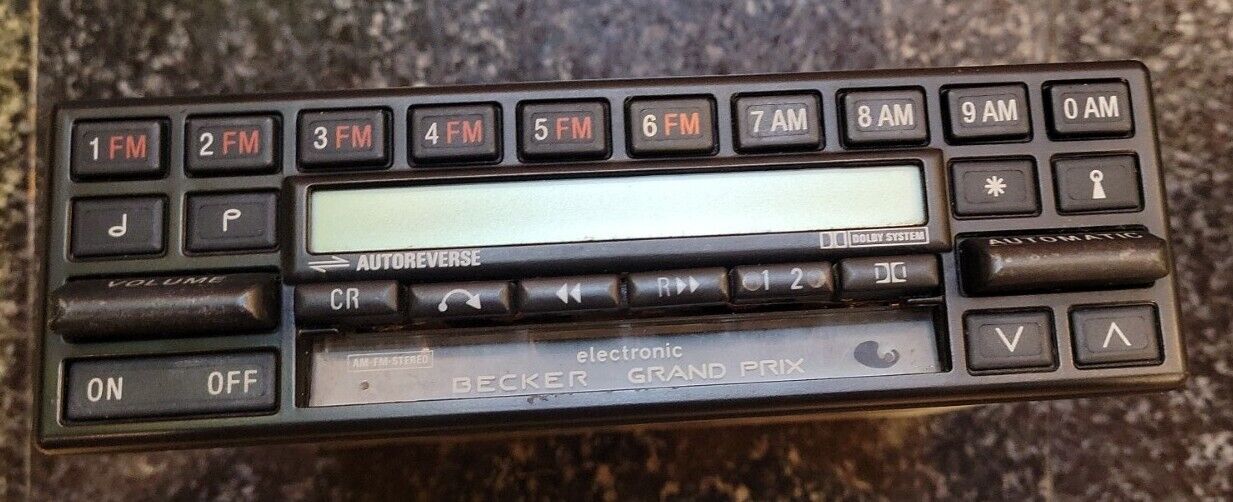 1 FM 2 FM 3 FM 4 FM 5 FM 6 FM 7 AM 8 AM 9 AM 0 AM
*
VOLUME
AUTOREVERSE
DOLBY SYSTEM
AUTOMATIC
CR R 1 2
ON OFF
AM-FM-STEREO
electronic
BECKER GRAND PRIX